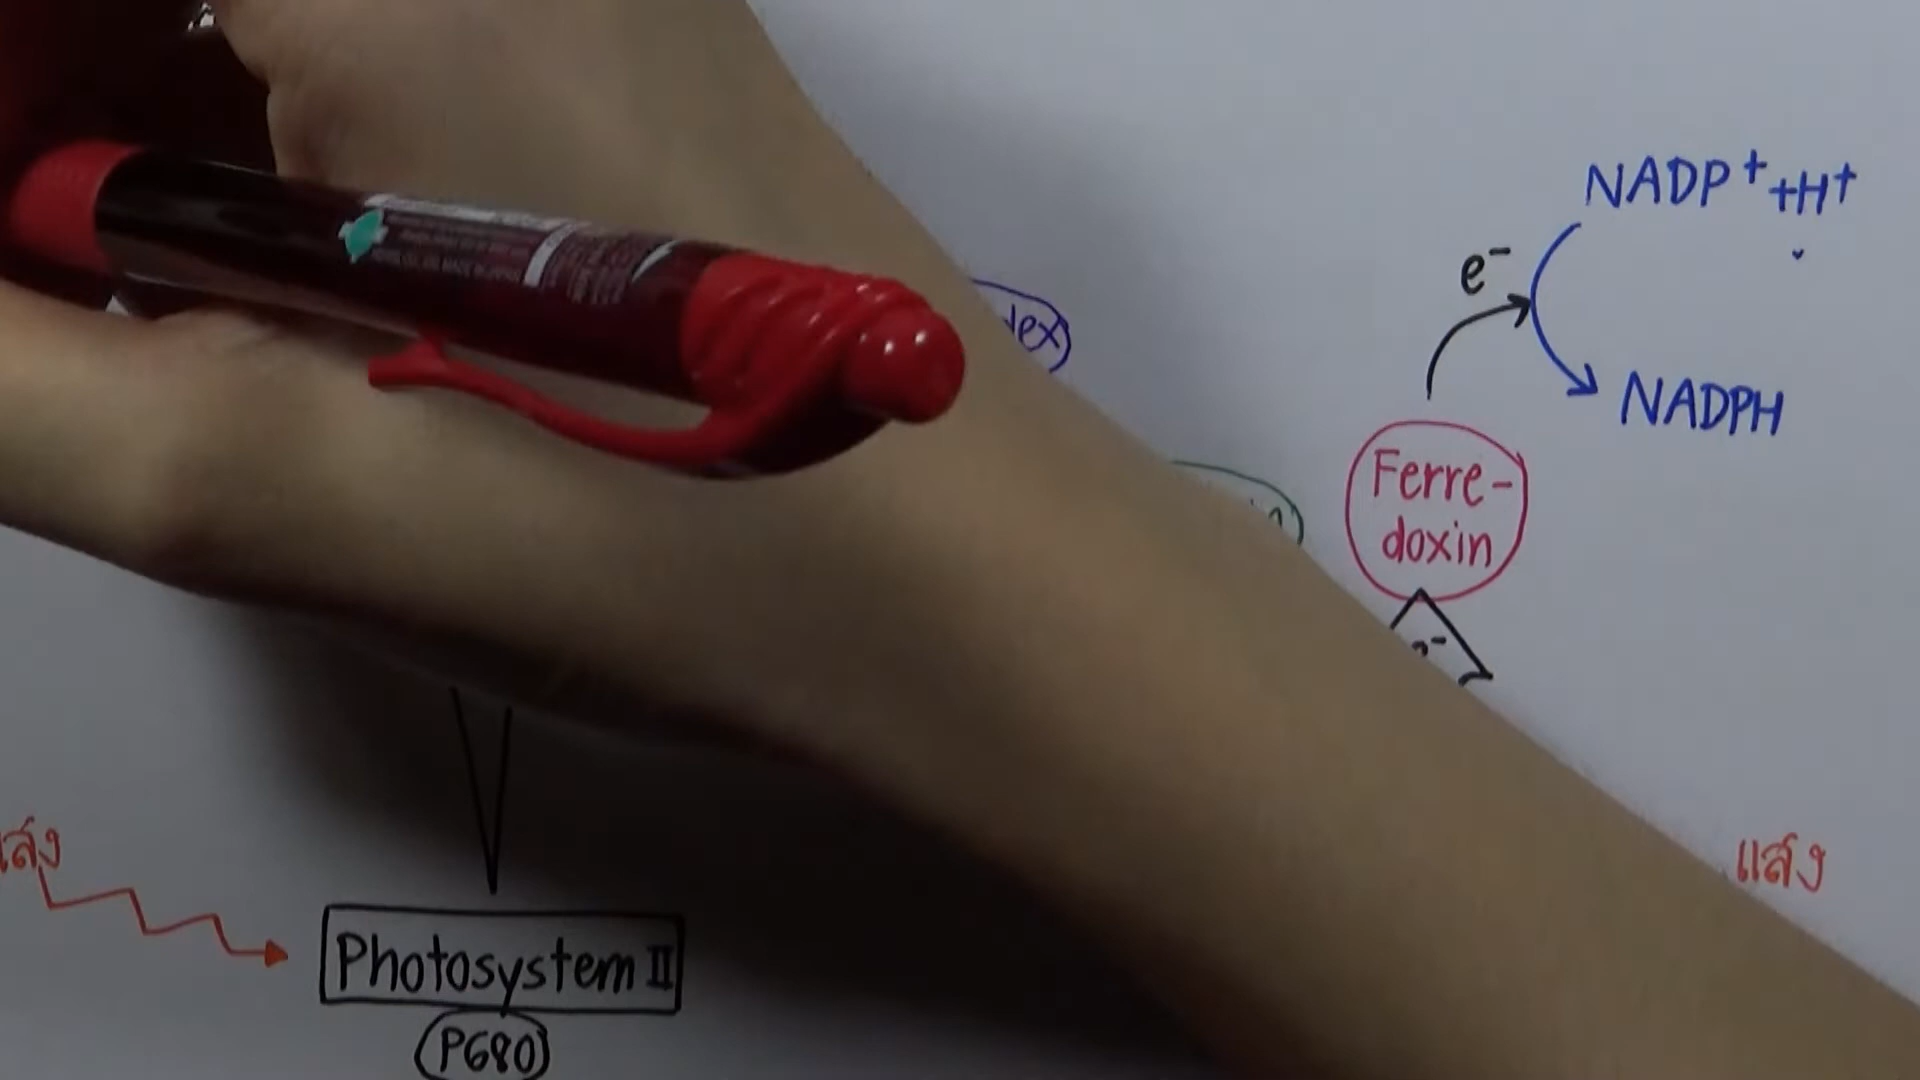 NADP⁺ +H⁺
e⁻
NADPH
Ferre-
doxin
แสง
แสง
Photosystem II
P680